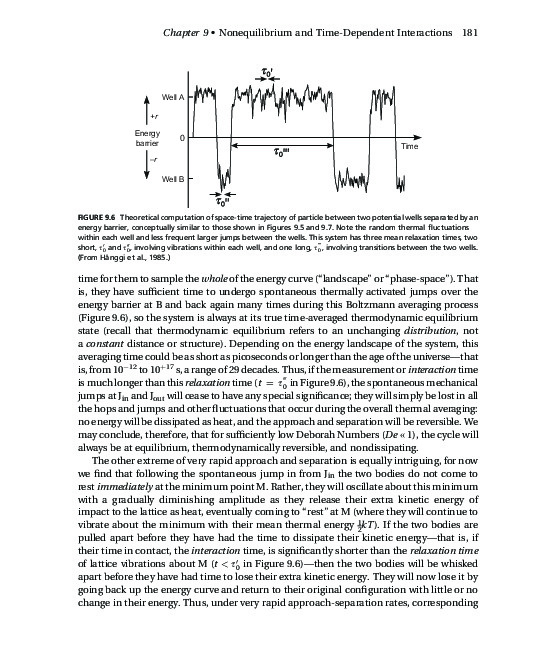 Chapter 9 • Nonequilibrium and Time-Dependent Interactions 181
τ₀′
Well A
+r
Energy
barrier
0
Time
τ₀‴
−r
Well B
τ₀″
FIGURE 9.6 Theoretical computation of space-time trajectory of particle between two potential wells separated by an
energy barrier, conceptually similar to those shown in Figures 9.5 and 9.7. Note the random thermal fluctuations
within each well and less frequent larger jumps between the wells. This system has three mean relaxation times, two
short, τ₀′ and τ₀″, involving vibrations within each well, and one long, τ₀‴, involving transitions between the two wells.
(From Hänggi et al., 1985.)
time for them to sample the whole of the energy curve (“landscape” or “phase-space”). That
is, they have sufficient time to undergo spontaneous thermally activated jumps over the
energy barrier at B and back again many times during this Boltzmann averaging process
(Figure 9.6), so the system is always at its true time-averaged thermodynamic equilibrium
state (recall that thermodynamic equilibrium refers to an unchanging distribution, not
a constant distance or structure). Depending on the energy landscape of the system, this
averaging time could be as short as picoseconds or longer than the age of the universe—that
is, from 10⁻¹² to 10⁺¹⁷ s, a range of 29 decades. Thus, if the measurement or interaction time
is much longer than this relaxation time (t = τ₀‴ in Figure 9.6), the spontaneous mechanical
jumps at Jin and Jout will cease to have any special significance; they will simply be lost in all
the hops and jumps and other fluctuations that occur during the overall thermal averaging:
no energy will be dissipated as heat, and the approach and separation will be reversible. We
may conclude, therefore, that for sufficiently low Deborah Numbers (De « 1), the cycle will
always be at equilibrium, thermodynamically reversible, and nondissipating.
The other extreme of very rapid approach and separation is equally intriguing, for now
we find that following the spontaneous jump in from Jin the two bodies do not come to
rest immediately at the minimum point M. Rather, they will oscillate about this minimum
with a gradually diminishing amplitude as they release their extra kinetic energy of
impact to the lattice as heat, eventually coming to “rest” at M (where they will continue to
vibrate about the minimum with their mean thermal energy ½kT). If the two bodies are
pulled apart before they have had the time to dissipate their kinetic energy—that is, if
their time in contact, the interaction time, is significantly shorter than the relaxation time
of lattice vibrations about M (t < τ₀′ in Figure 9.6)—then the two bodies will be whisked
apart before they have had time to lose their extra kinetic energy. They will now lose it by
going back up the energy curve and return to their original configuration with little or no
change in their energy. Thus, under very rapid approach-separation rates, corresponding